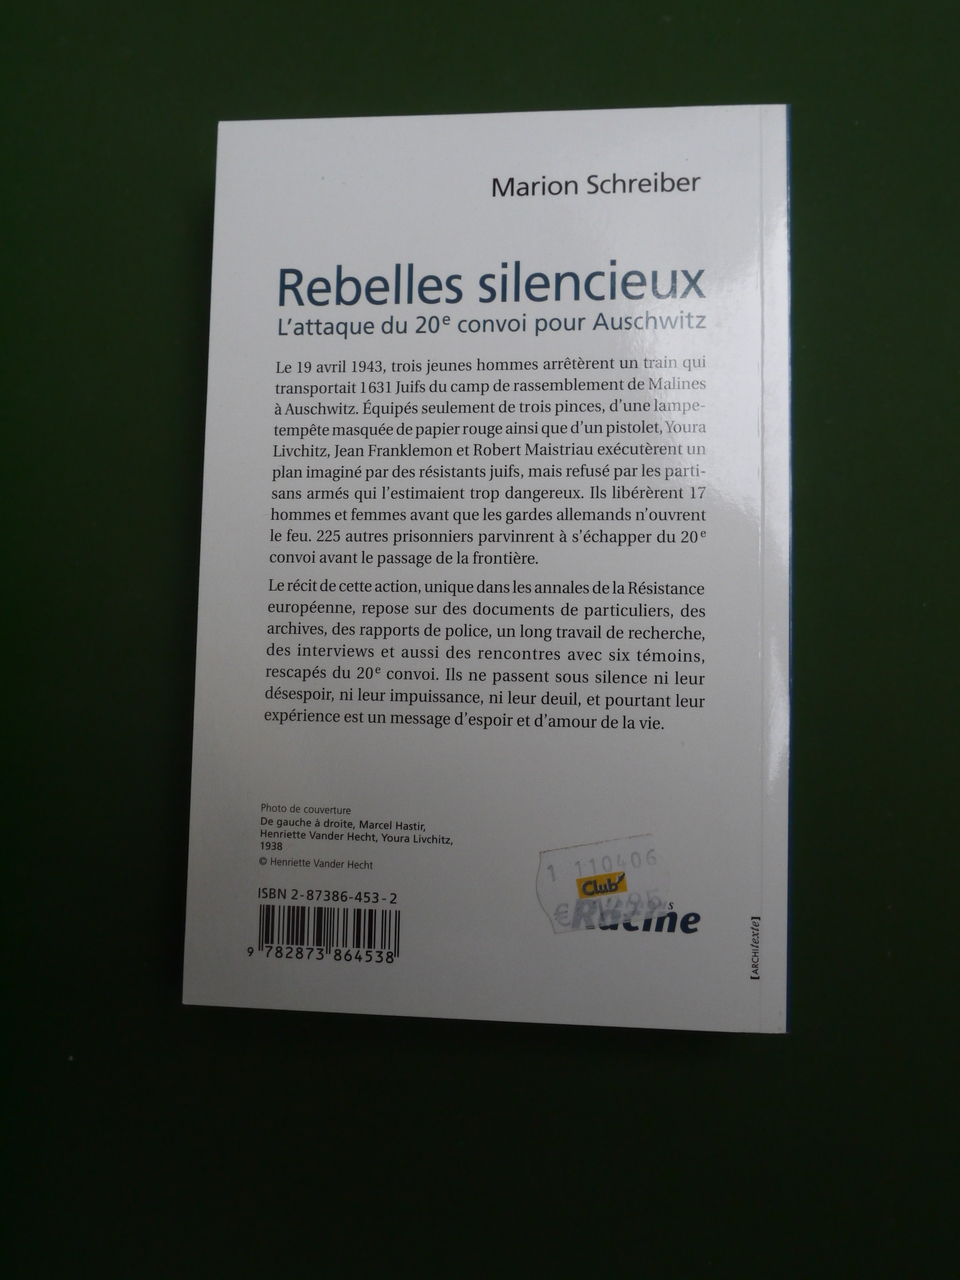 Marion Schreiber
Rebelles silencieux
L'attaque du 20e convoi pour Auschwitz
Le 19 avril 1943, trois jeunes hommes arrêtèrent un train qui
transportait 1631 Juifs du camp de rassemblement de Malines
à Auschwitz. Équipés seulement de trois pinces, d'une lampe-
tempête masquée de papier rouge ainsi que d'un pistolet, Youra
Livchitz, Jean Franklemon et Robert Maistriau exécutèrent un
plan imaginé par des résistants juifs, mais refusé par les parti-
sans armés qui l'estimaient trop dangereux. Ils libérèrent 17
hommes et femmes avant que les gardes allemands n'ouvrent
le feu. 225 autres prisonniers parvinrent à s'échapper du 20e
convoi avant le passage de la frontière.
Le récit de cette action, unique dans les annales de la Résistance
européenne, repose sur des documents de particuliers, des
archives, des rapports de police, un long travail de recherche,
des interviews et aussi des rencontres avec six témoins,
rescapés du 20e convoi. Ils ne passent sous silence ni leur
désespoir, ni leur impuissance, ni leur deuil, et pourtant leur
expérience est un message d'espoir et d'amour de la vie.
Photo de couverture
De gauche à droite, Marcel Hastir,
Henriette Vander Hecht, Youra Livchitz,
1938
© Henriette Vander Hecht
ISBN 2-87386-453-2
9 782873 864538
1 110406
Club
€
Racine
[ARCHItexte]